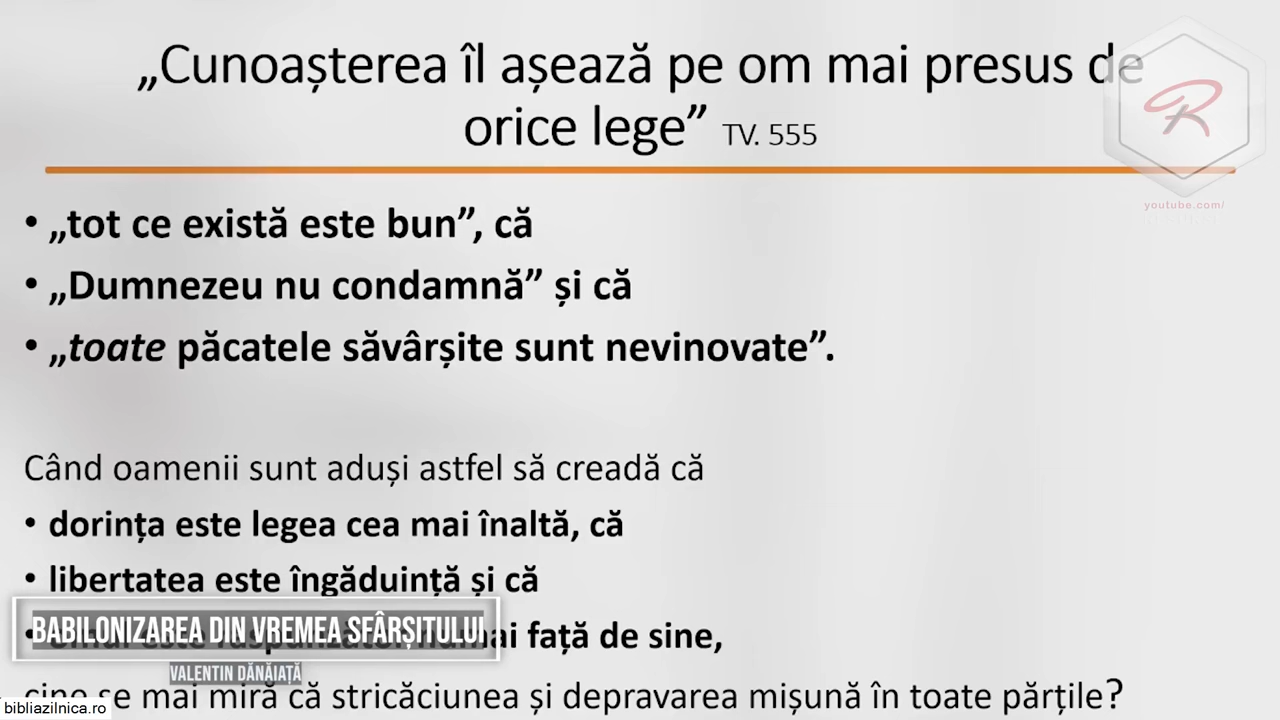 „Cunoașterea îl așează pe om mai presus de
orice lege” TV. 555
youtube.com/
• „tot ce există este bun”, că
• „Dumnezeu nu condamnă” și că
• „toate păcatele săvârșite sunt nevinovate”.
Când oamenii sunt aduși astfel să creadă că
• dorința este legea cea mai înaltă, că
• libertatea este îngăduință și că
față de sine,
BABILONIZAREA DIN VREMEA SFÂRȘITULUI
VALENTIN DĂNĂIAȚĂ
cine se mai miră că stricăciunea și depravarea mișună în toate părțile?
bibliazilnica.ro